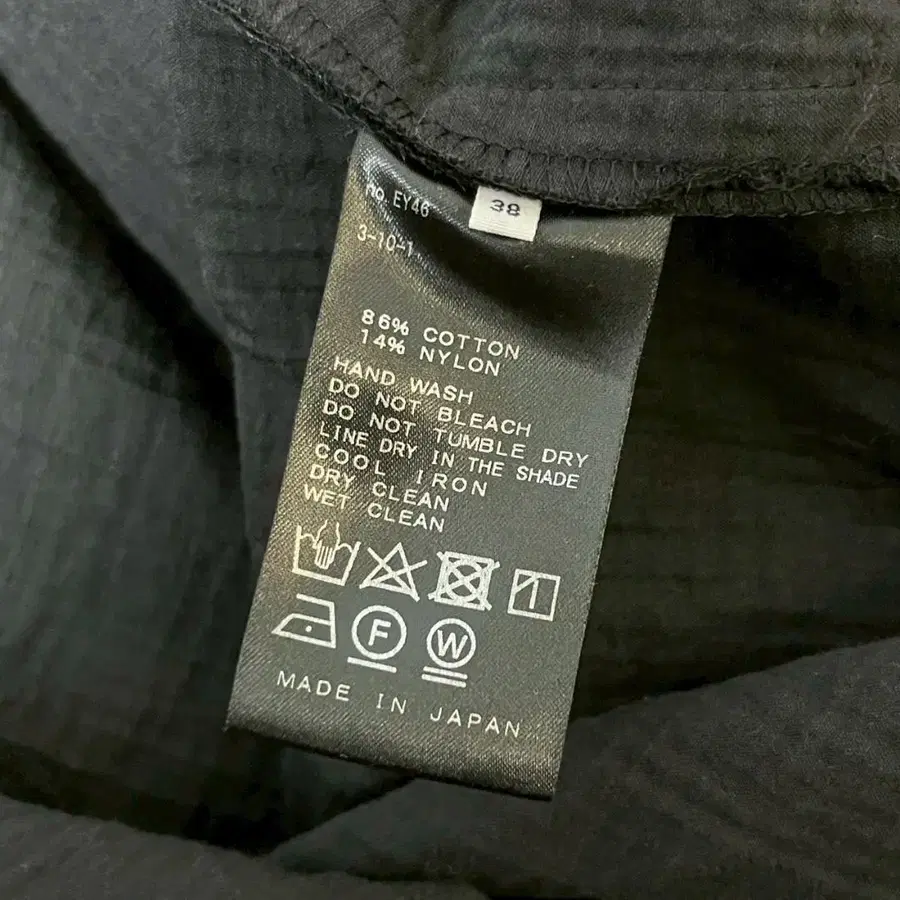 no. EY46
38
3-10-1
86% COTTON
14% NYLON
HAND WASH
DO NOT BLEACH
DO NOT TUMBLE DRY
LINE DRY IN THE SHADE
COOL IRON
DRY CLEAN
WET CLEAN
F
W
MADE IN JAPAN